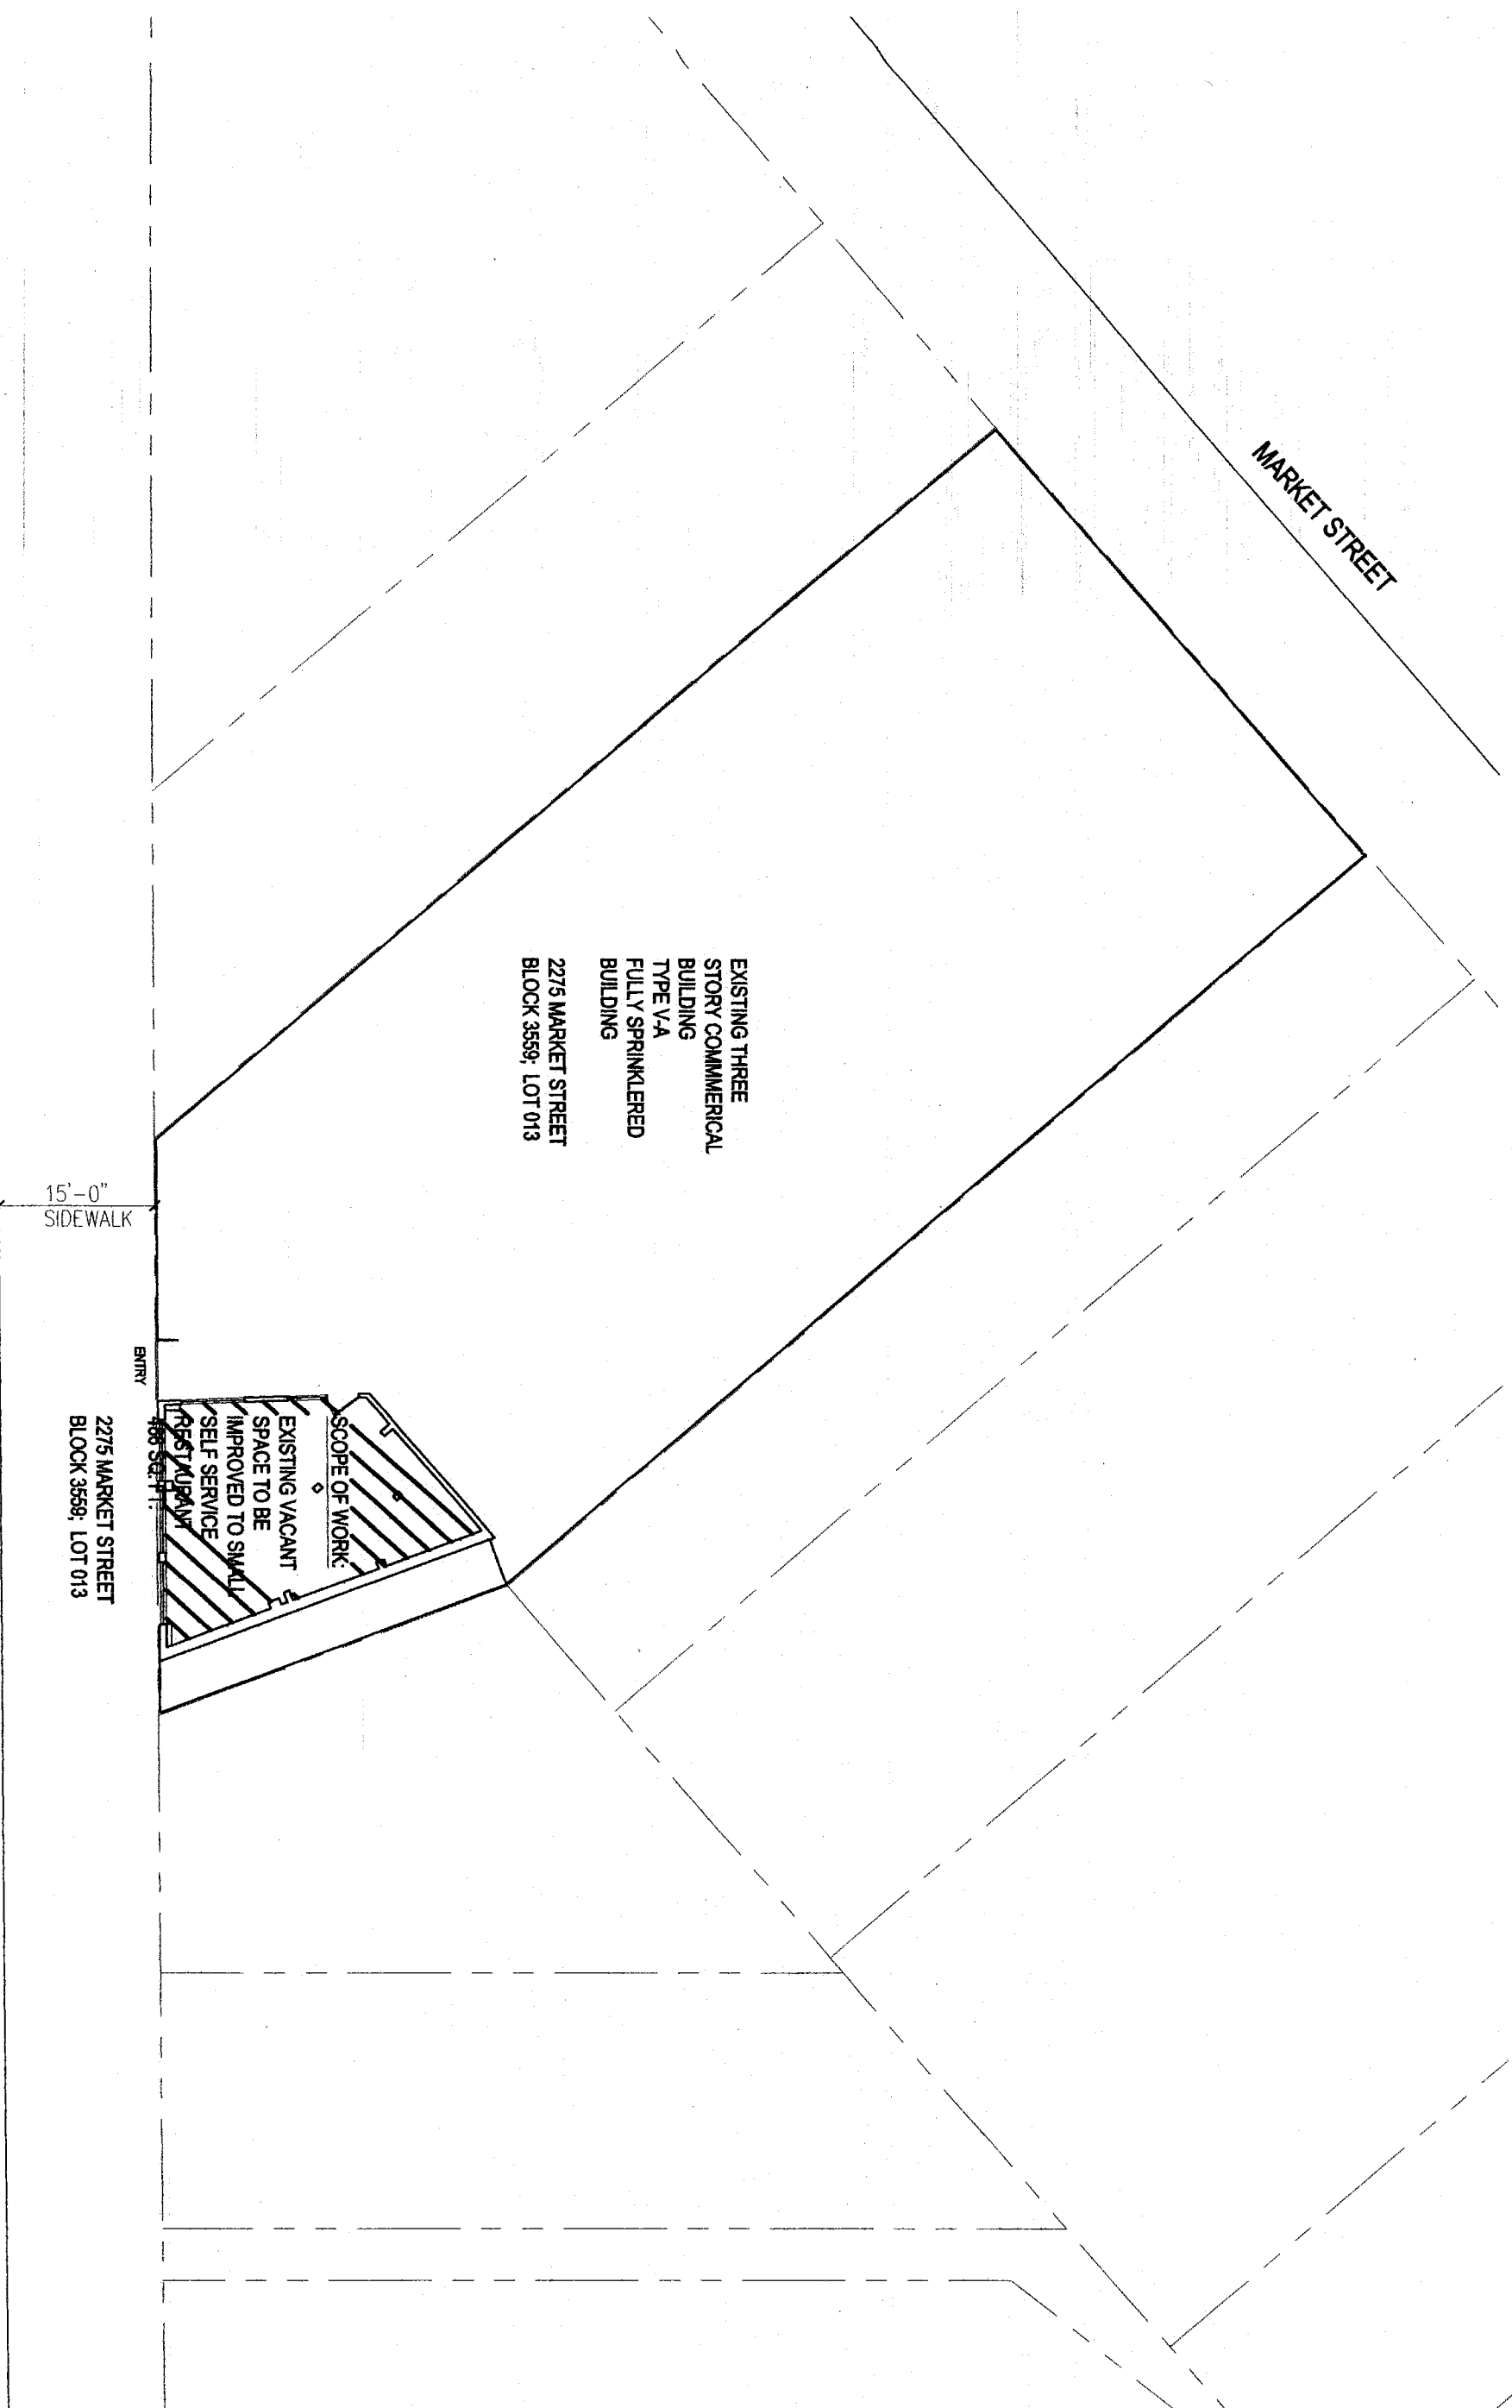 MARKET STREET
EXISTING THREE
STORY COMMMERICAL
BUILDING
TYPE V-A
FULLY SPRINKLERED
BUILDING
2275 MARKET STREET
BLOCK 3559; LOT 013
15'-0"
SIDEWALK
ENTRY
SCOPE OF WORK:
EXISTING VACANT
SPACE TO BE
IMPROVED TO SMALL
SELF SERVICE
RESTAURANT
SQ. FT.
2275 MARKET STREET
BLOCK 3559; LOT 013